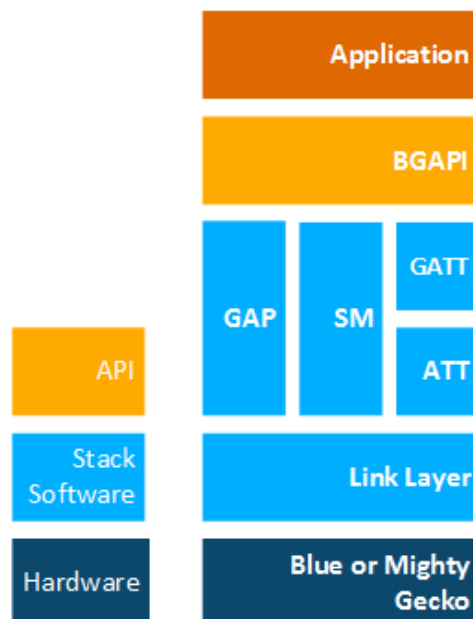 Application
BGAPI
GATT
GAP
SM
API
ATT
Stack
Software
Link Layer
Hardware
Blue or Mighty
Gecko